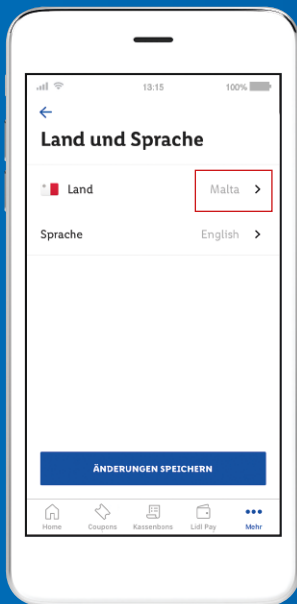 13:15 100%
Land und Sprache
Land Malta
Sprache English
ÄNDERUNGEN SPEICHERN
Home Coupons Kassenbons Lidl Pay Mehr